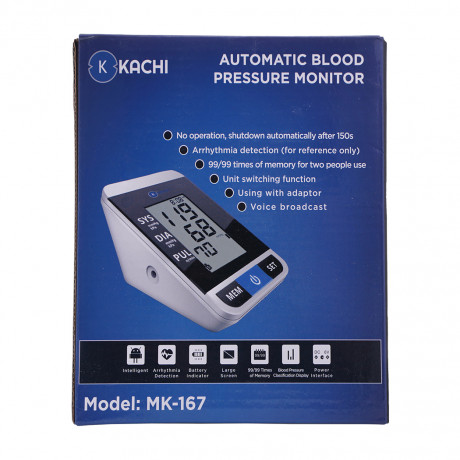 K KACHI
AUTOMATIC BLOOD
PRESSURE MONITOR
No operation, shutdown automatically after 150s
Arrhythmia detection (for reference only)
99/99 times of memory for two people use
Unit switching function
Using with adaptor
Voice broadcast
SYS
DIA
PUL
MEM
SET
Intelligent
Arrhythmia
Detection
Battery
Indicator
Large
Screen
99/99 Times
of Memory
Blood Pressure
Classification Display
DC 6V
Power
Interface
Model: MK-167